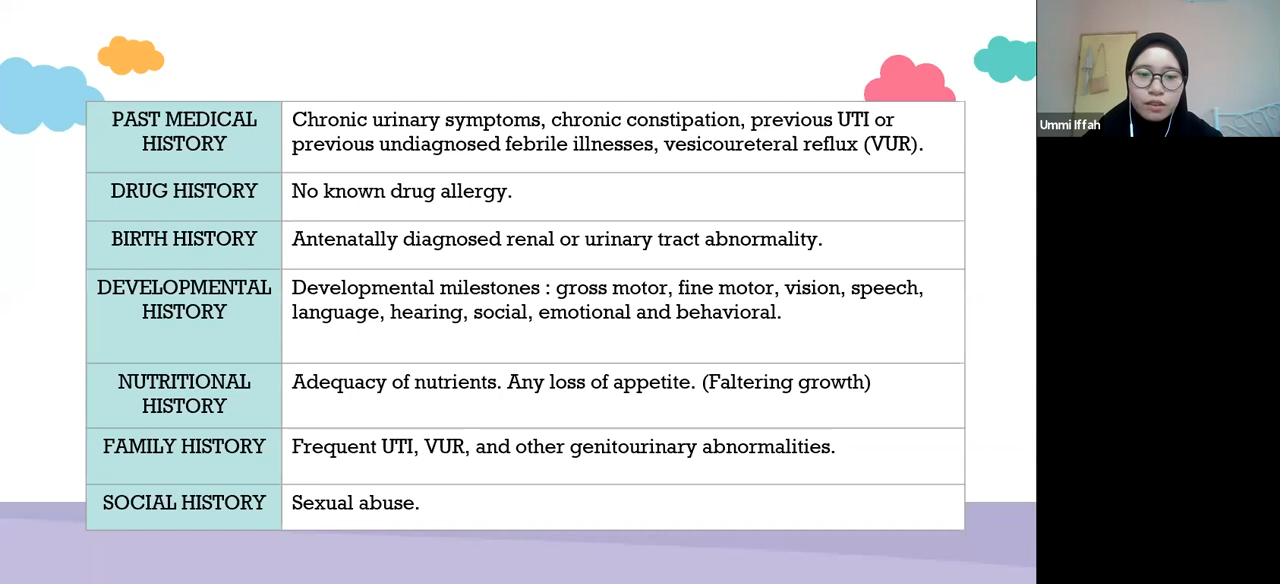 PAST MEDICAL
HISTORY
Chronic urinary symptoms, chronic constipation, previous UTI or
previous undiagnosed febrile illnesses, vesicoureteral reflux (VUR).
DRUG HISTORY
No known drug allergy.
BIRTH HISTORY
Antenatally diagnosed renal or urinary tract abnormality.
DEVELOPMENTAL
HISTORY
Developmental milestones : gross motor, fine motor, vision, speech,
language, hearing, social, emotional and behavioral.
NUTRITIONAL
HISTORY
Adequacy of nutrients. Any loss of appetite. (Faltering growth)
FAMILY HISTORY
Frequent UTI, VUR, and other genitourinary abnormalities.
SOCIAL HISTORY
Sexual abuse.
Ummi Iffah